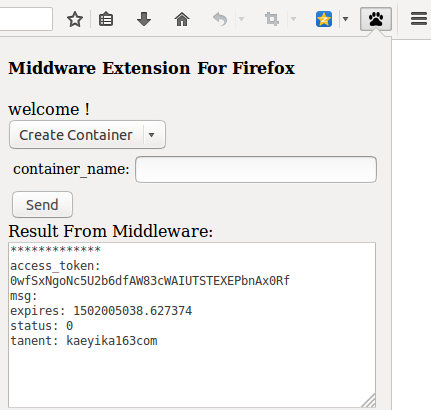 Middware Extension For Firefox
welcome !
Create Container
container_name:
Send
Result From Middleware:
*************
access_token:
0wfSxNgoNc5U2b6dfAW83cWAIUTSTEXEPbnAx0Rf
msg:
expires: 1502005038.627374
status: 0
tanent: kaeyika163com